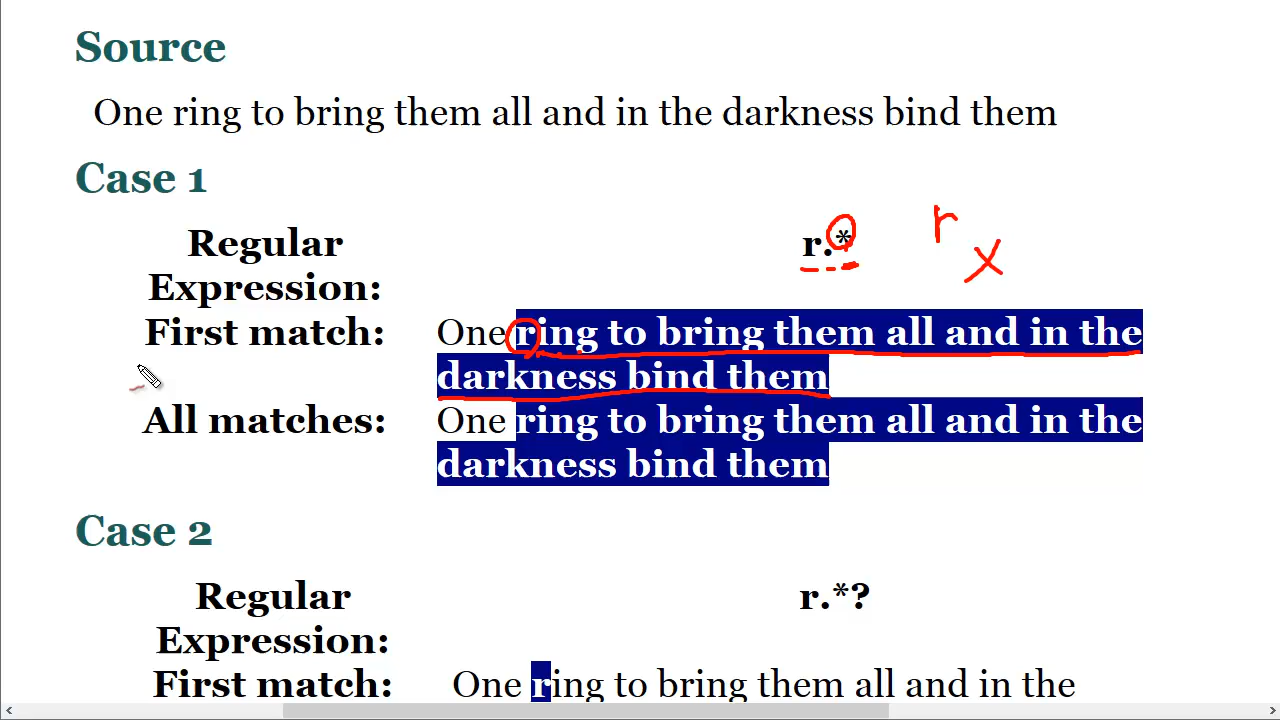 Source
One ring to bring them all and in the darkness bind them
Case 1
Regular Expression: r.* r x
First match: One ring to bring them all and in the
darkness bind them
All matches: One ring to bring them all and in the
darkness bind them
Case 2
Regular Expression: r.*?
First match: One ring to bring them all and in the